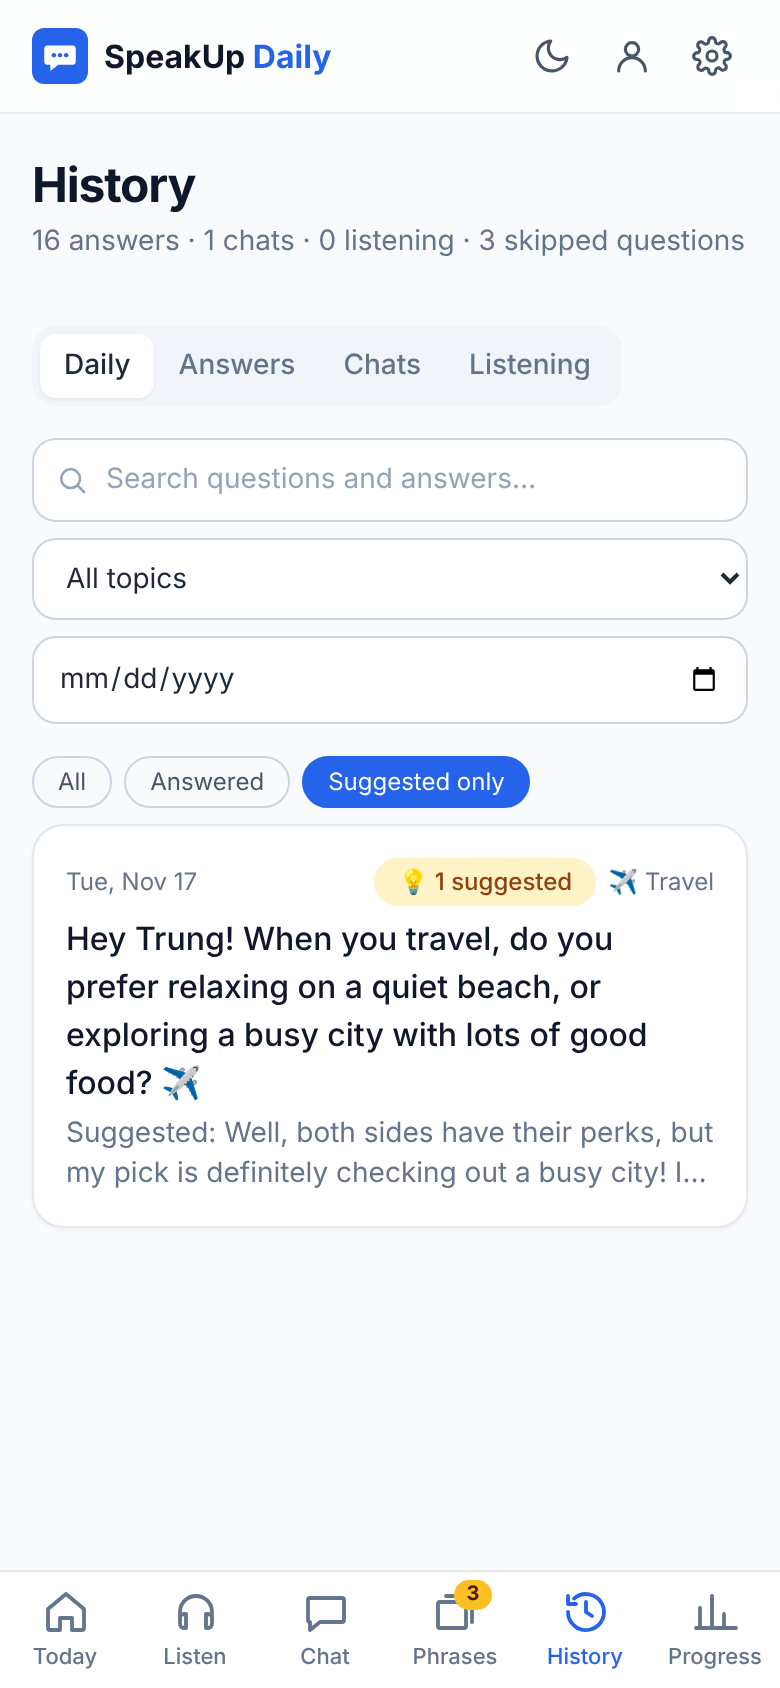 SpeakUp Daily
History
16 answers · 1 chats · 0 listening · 3 skipped questions
Daily Answers Chats Listening
Search questions and answers...
All topics
mm/dd/yyyy
All Answered Suggested only
Tue, Nov 17 💡 1 suggested ✈️ Travel
Hey Trung! When you travel, do you
prefer relaxing on a quiet beach, or
exploring a busy city with lots of good
food? ✈️
Suggested: Well, both sides have their perks, but
my pick is definitely checking out a busy city! I...
3
Today Listen Chat Phrases History Progress